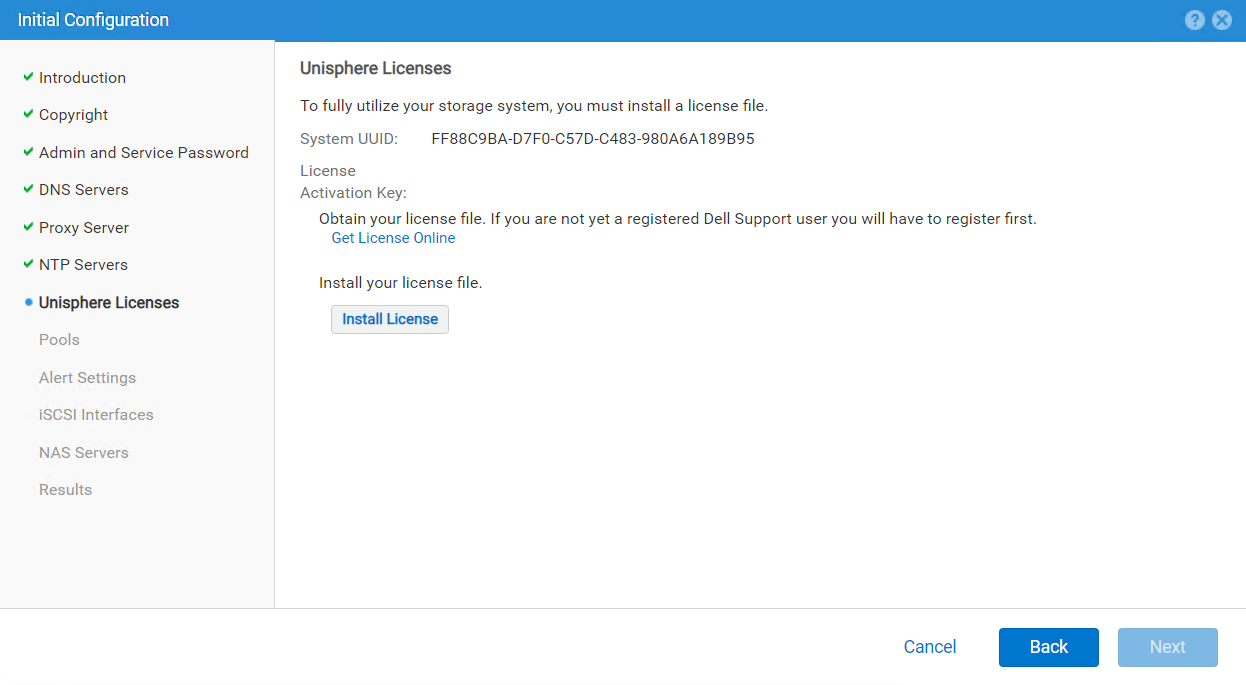 Initial Configuration
Introduction
Copyright
Admin and Service Password
DNS Servers
Proxy Server
NTP Servers
Unisphere Licenses
Pools
Alert Settings
iSCSI Interfaces
NAS Servers
Results
Unisphere Licenses
To fully utilize your storage system, you must install a license file.
System UUID: FF88C9BA-D7F0-C57D-C483-980A6A189B95
License
Activation Key:
Obtain your license file. If you are not yet a registered Dell Support user you will have to register first.
Get License Online
Install your license file.
Install License
Cancel Back Next